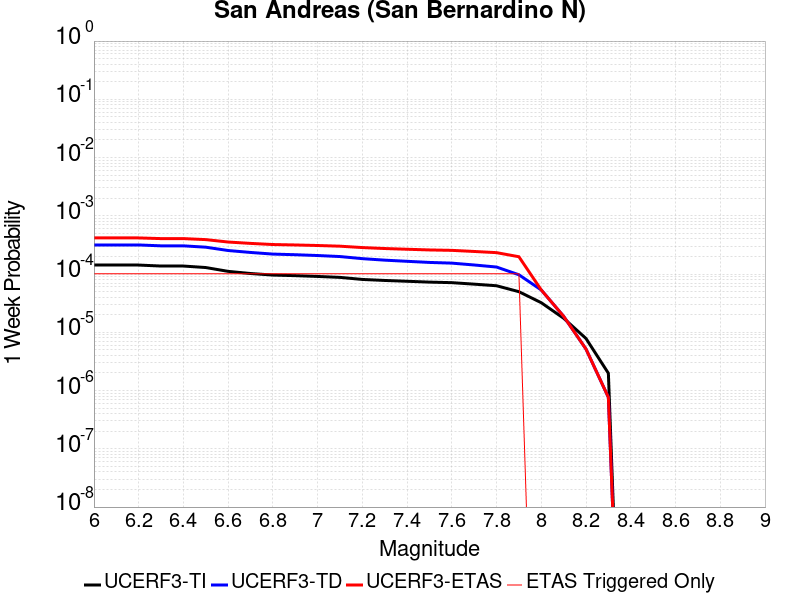 San Andreas (San Bernardino N)
10^0
10^-1
10^-2
10^-3
10^-4
10^-5
10^-6
10^-7
10^-8
1 Week Probability
6 6.2 6.4 6.6 6.8 7 7.2 7.4 7.6 7.8 8 8.2 8.4 8.6 8.8 9
Magnitude
UCERF3-TI UCERF3-TD UCERF3-ETAS ETAS Triggered Only